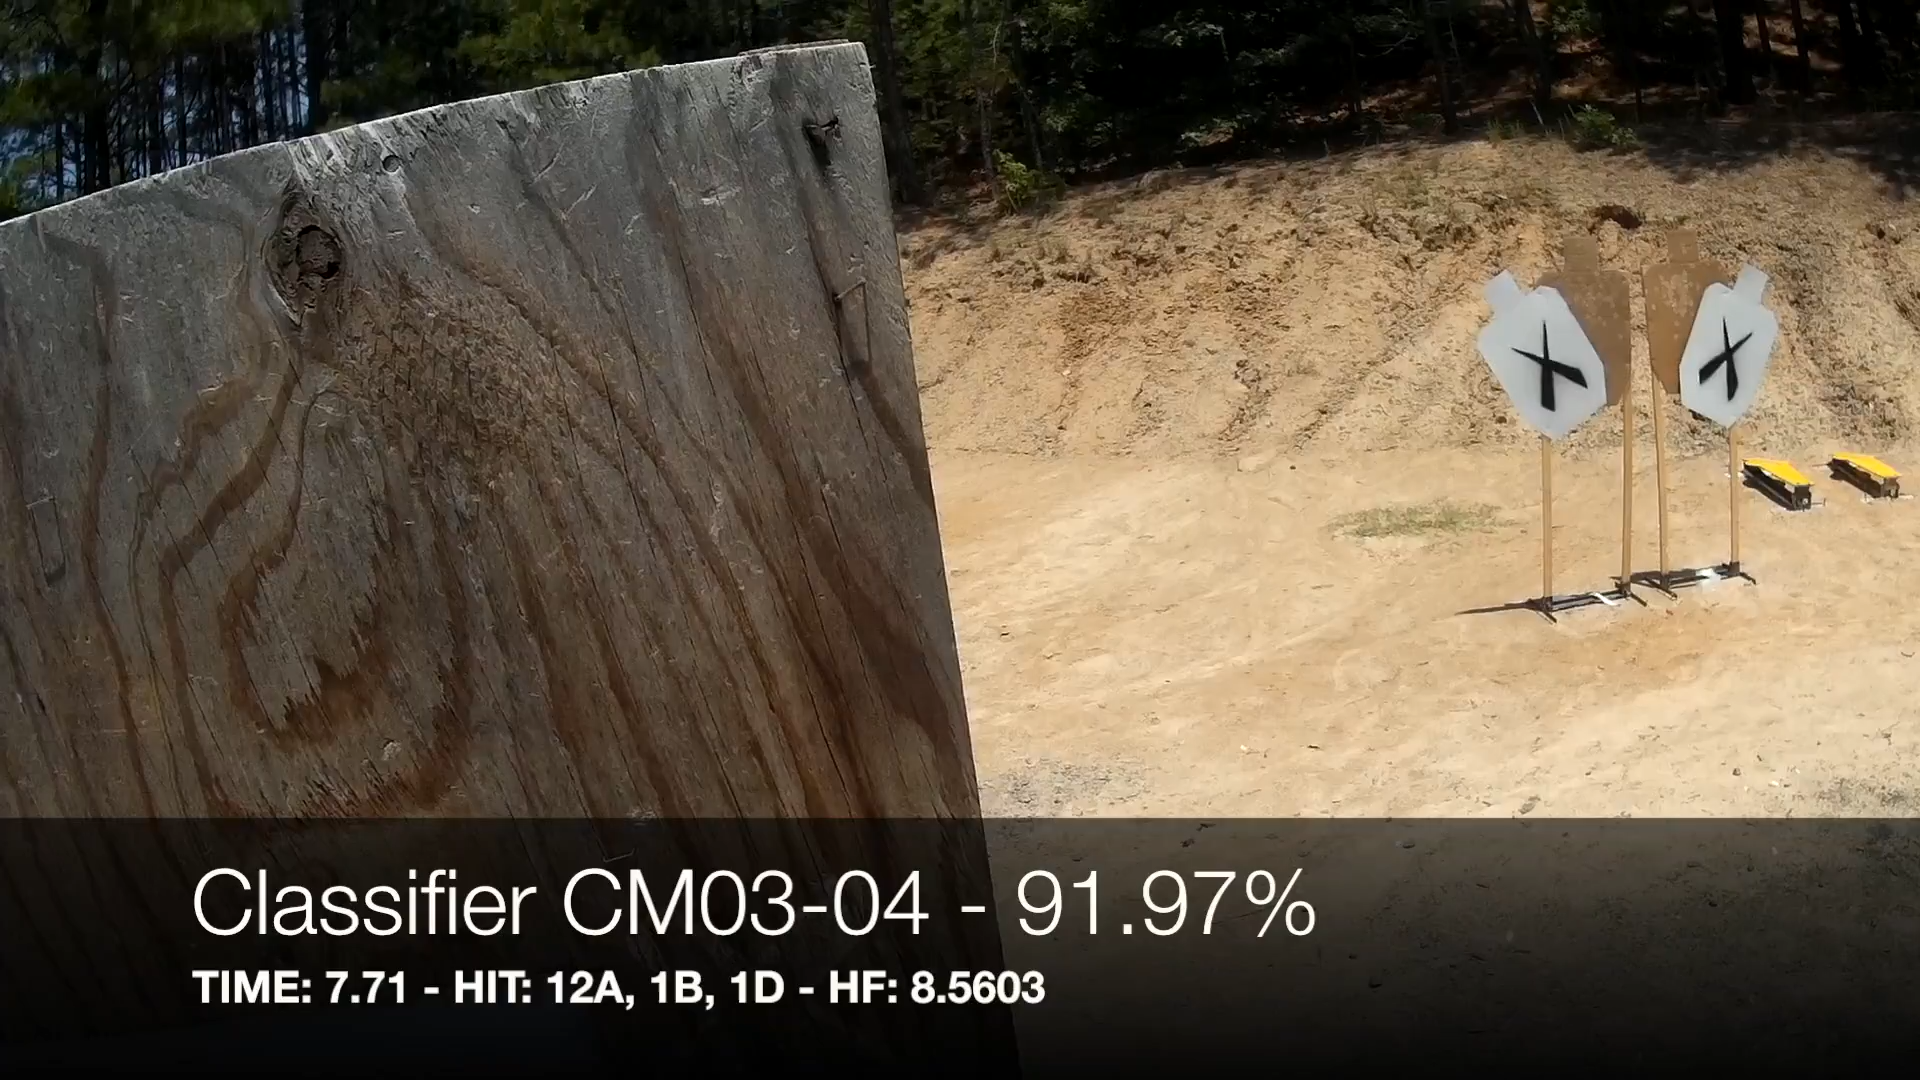 Classifier CM03-04 - 91.97%
TIME: 7.71 - HIT: 12A, 1B, 1D - HF: 8.5603